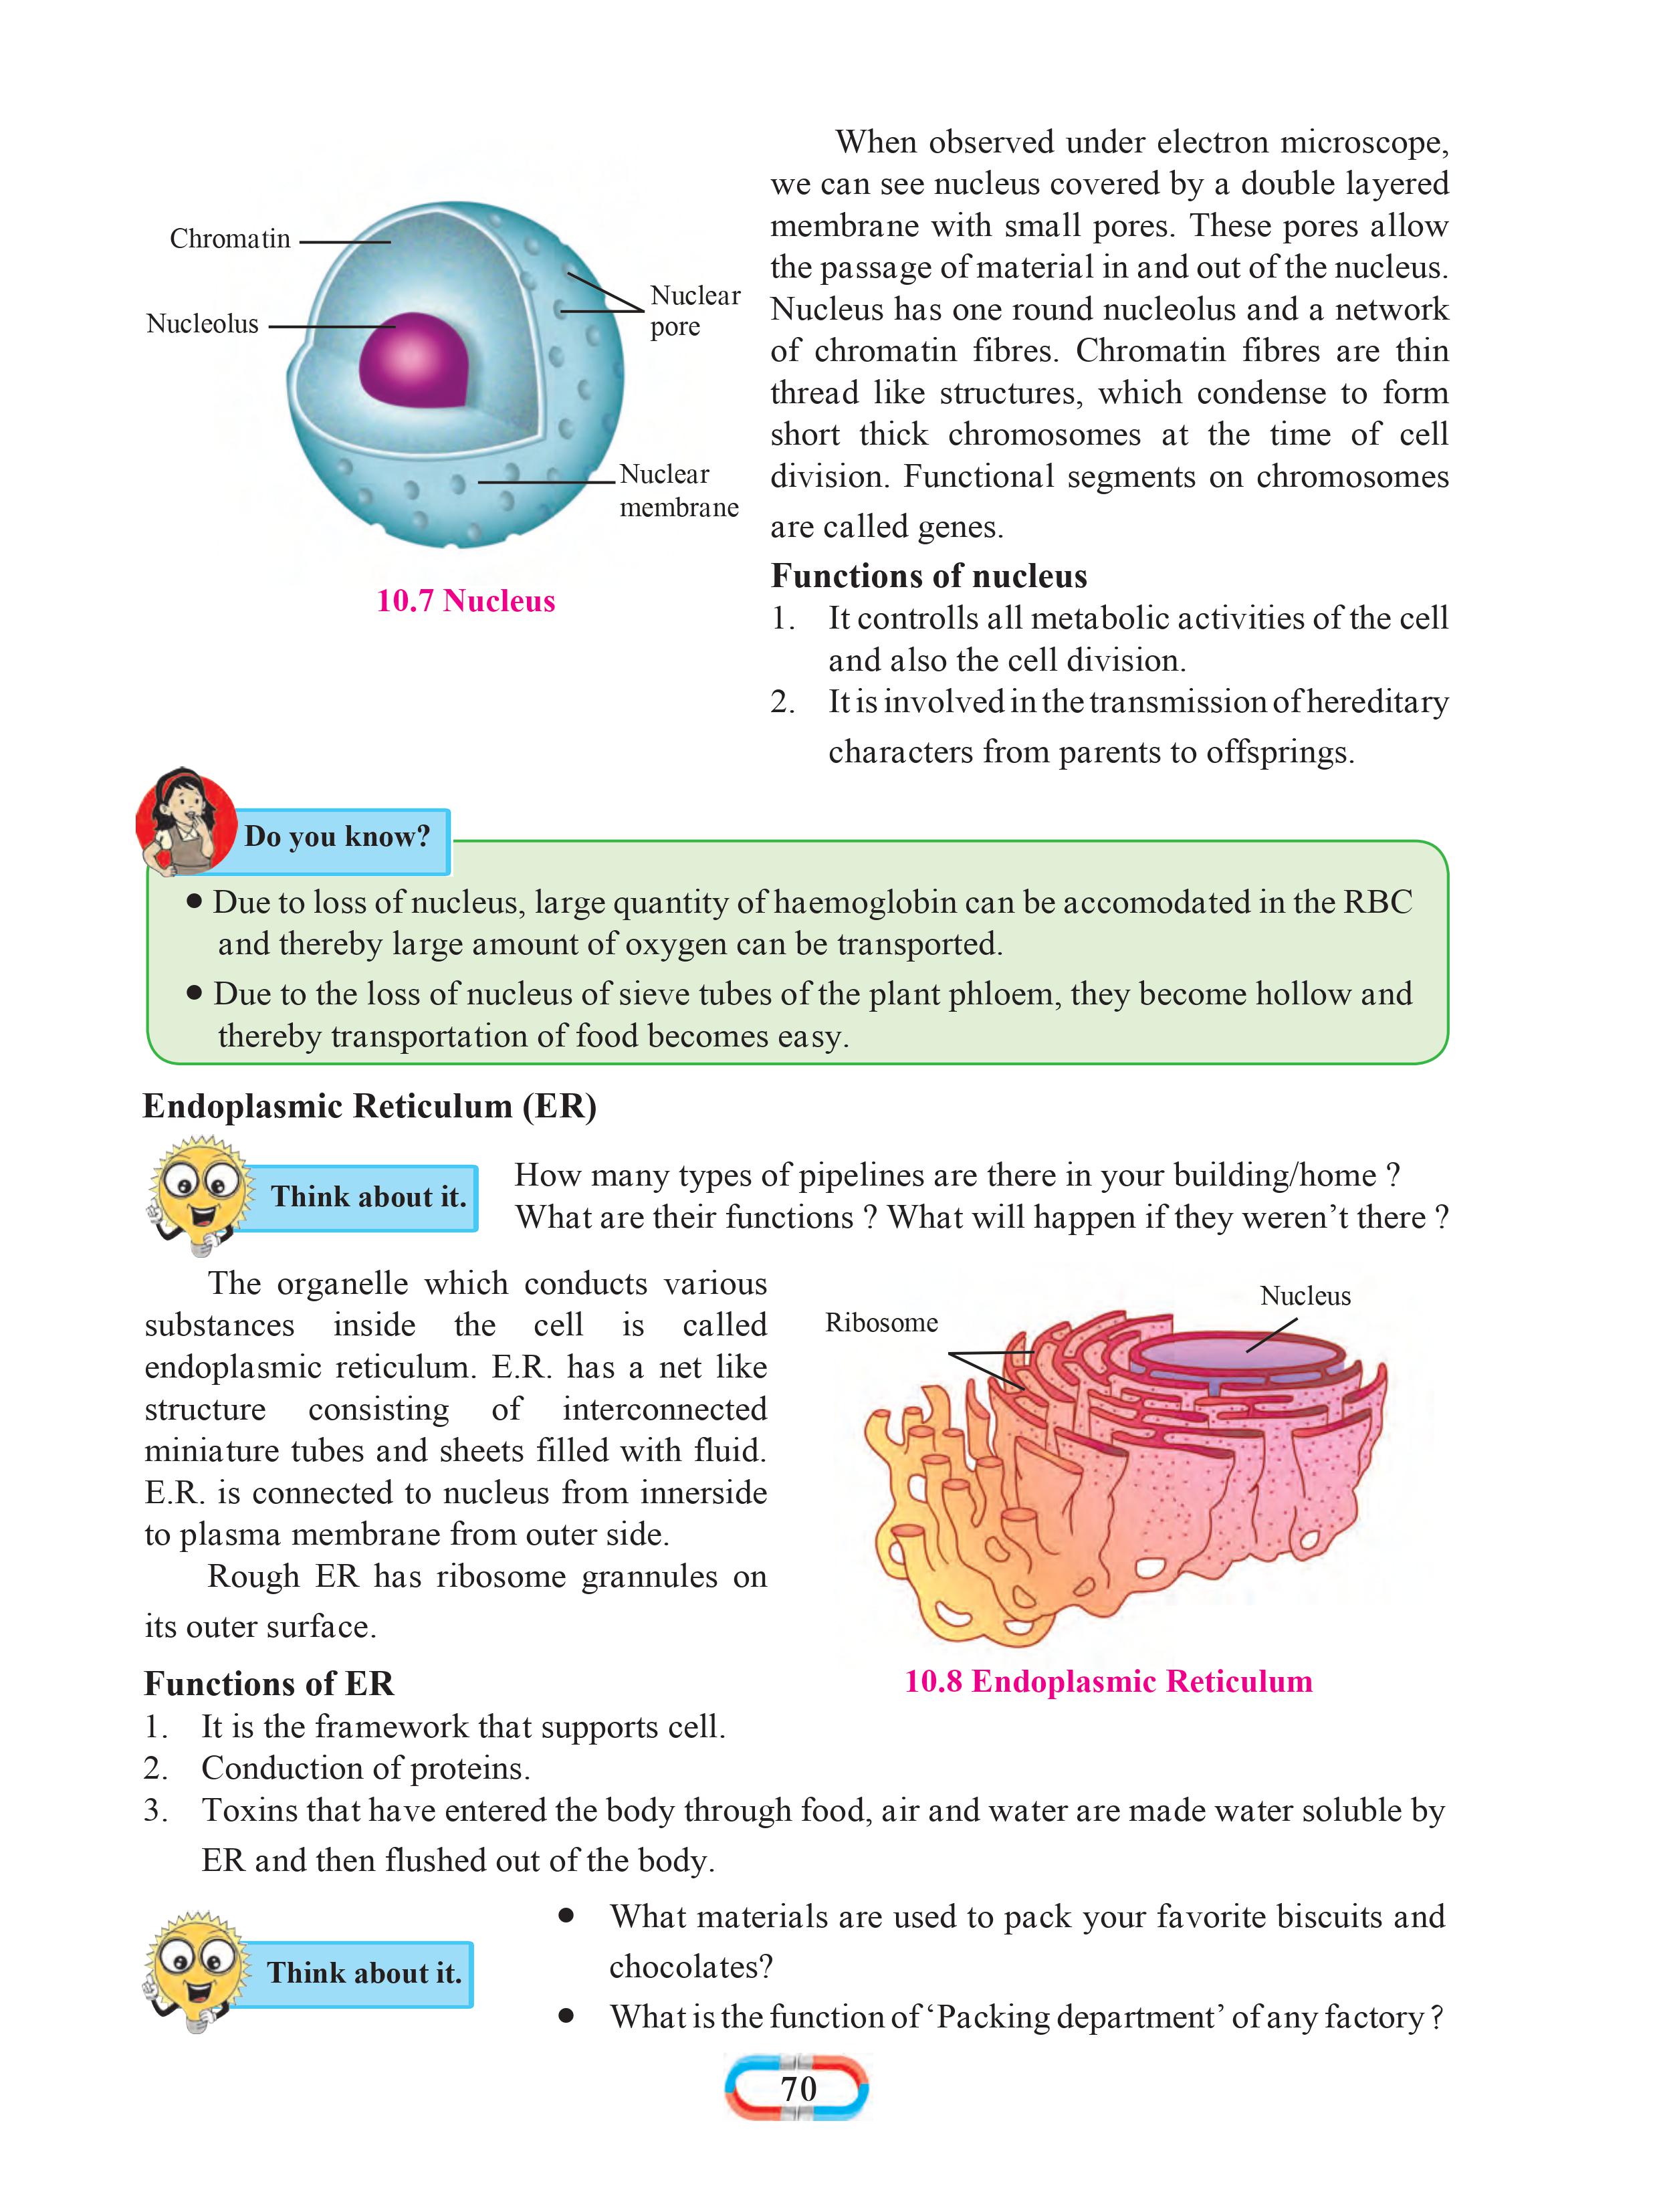 Chromatin
Nucleolus
Nuclear
pore
Nuclear
membrane
10.7 Nucleus
When observed under electron microscope,
we can see nucleus covered by a double layered
membrane with small pores. These pores allow
the passage of material in and out of the nucleus.
Nucleus has one round nucleolus and a network
of chromatin fibres. Chromatin fibres are thin
thread like structures, which condense to form
short thick chromosomes at the time of cell
division. Functional segments on chromosomes
are called genes.
Functions of nucleus
1. It controlls all metabolic activities of the cell
and also the cell division.
2. It is involved in the transmission of hereditary
characters from parents to offsprings.
Do you know?
• Due to loss of nucleus, large quantity of haemoglobin can be accomodated in the RBC
and thereby large amount of oxygen can be transported.
• Due to the loss of nucleus of sieve tubes of the plant phloem, they become hollow and
thereby transportation of food becomes easy.
Endoplasmic Reticulum (ER)
Think about it.
How many types of pipelines are there in your building/home ?
What are their functions ? What will happen if they weren’t there ?
The organelle which conducts various
substances inside the cell is called
endoplasmic reticulum. E.R. has a net like
structure consisting of interconnected
miniature tubes and sheets filled with fluid.
E.R. is connected to nucleus from innerside
to plasma membrane from outer side.
Rough ER has ribosome grannules on
its outer surface.
Nucleus
Ribosome
10.8 Endoplasmic Reticulum
Functions of ER
1. It is the framework that supports cell.
2. Conduction of proteins.
3. Toxins that have entered the body through food, air and water are made water soluble by
ER and then flushed out of the body.
Think about it.
• What materials are used to pack your favorite biscuits and
chocolates?
• What is the function of ‘Packing department’ of any factory ?
70